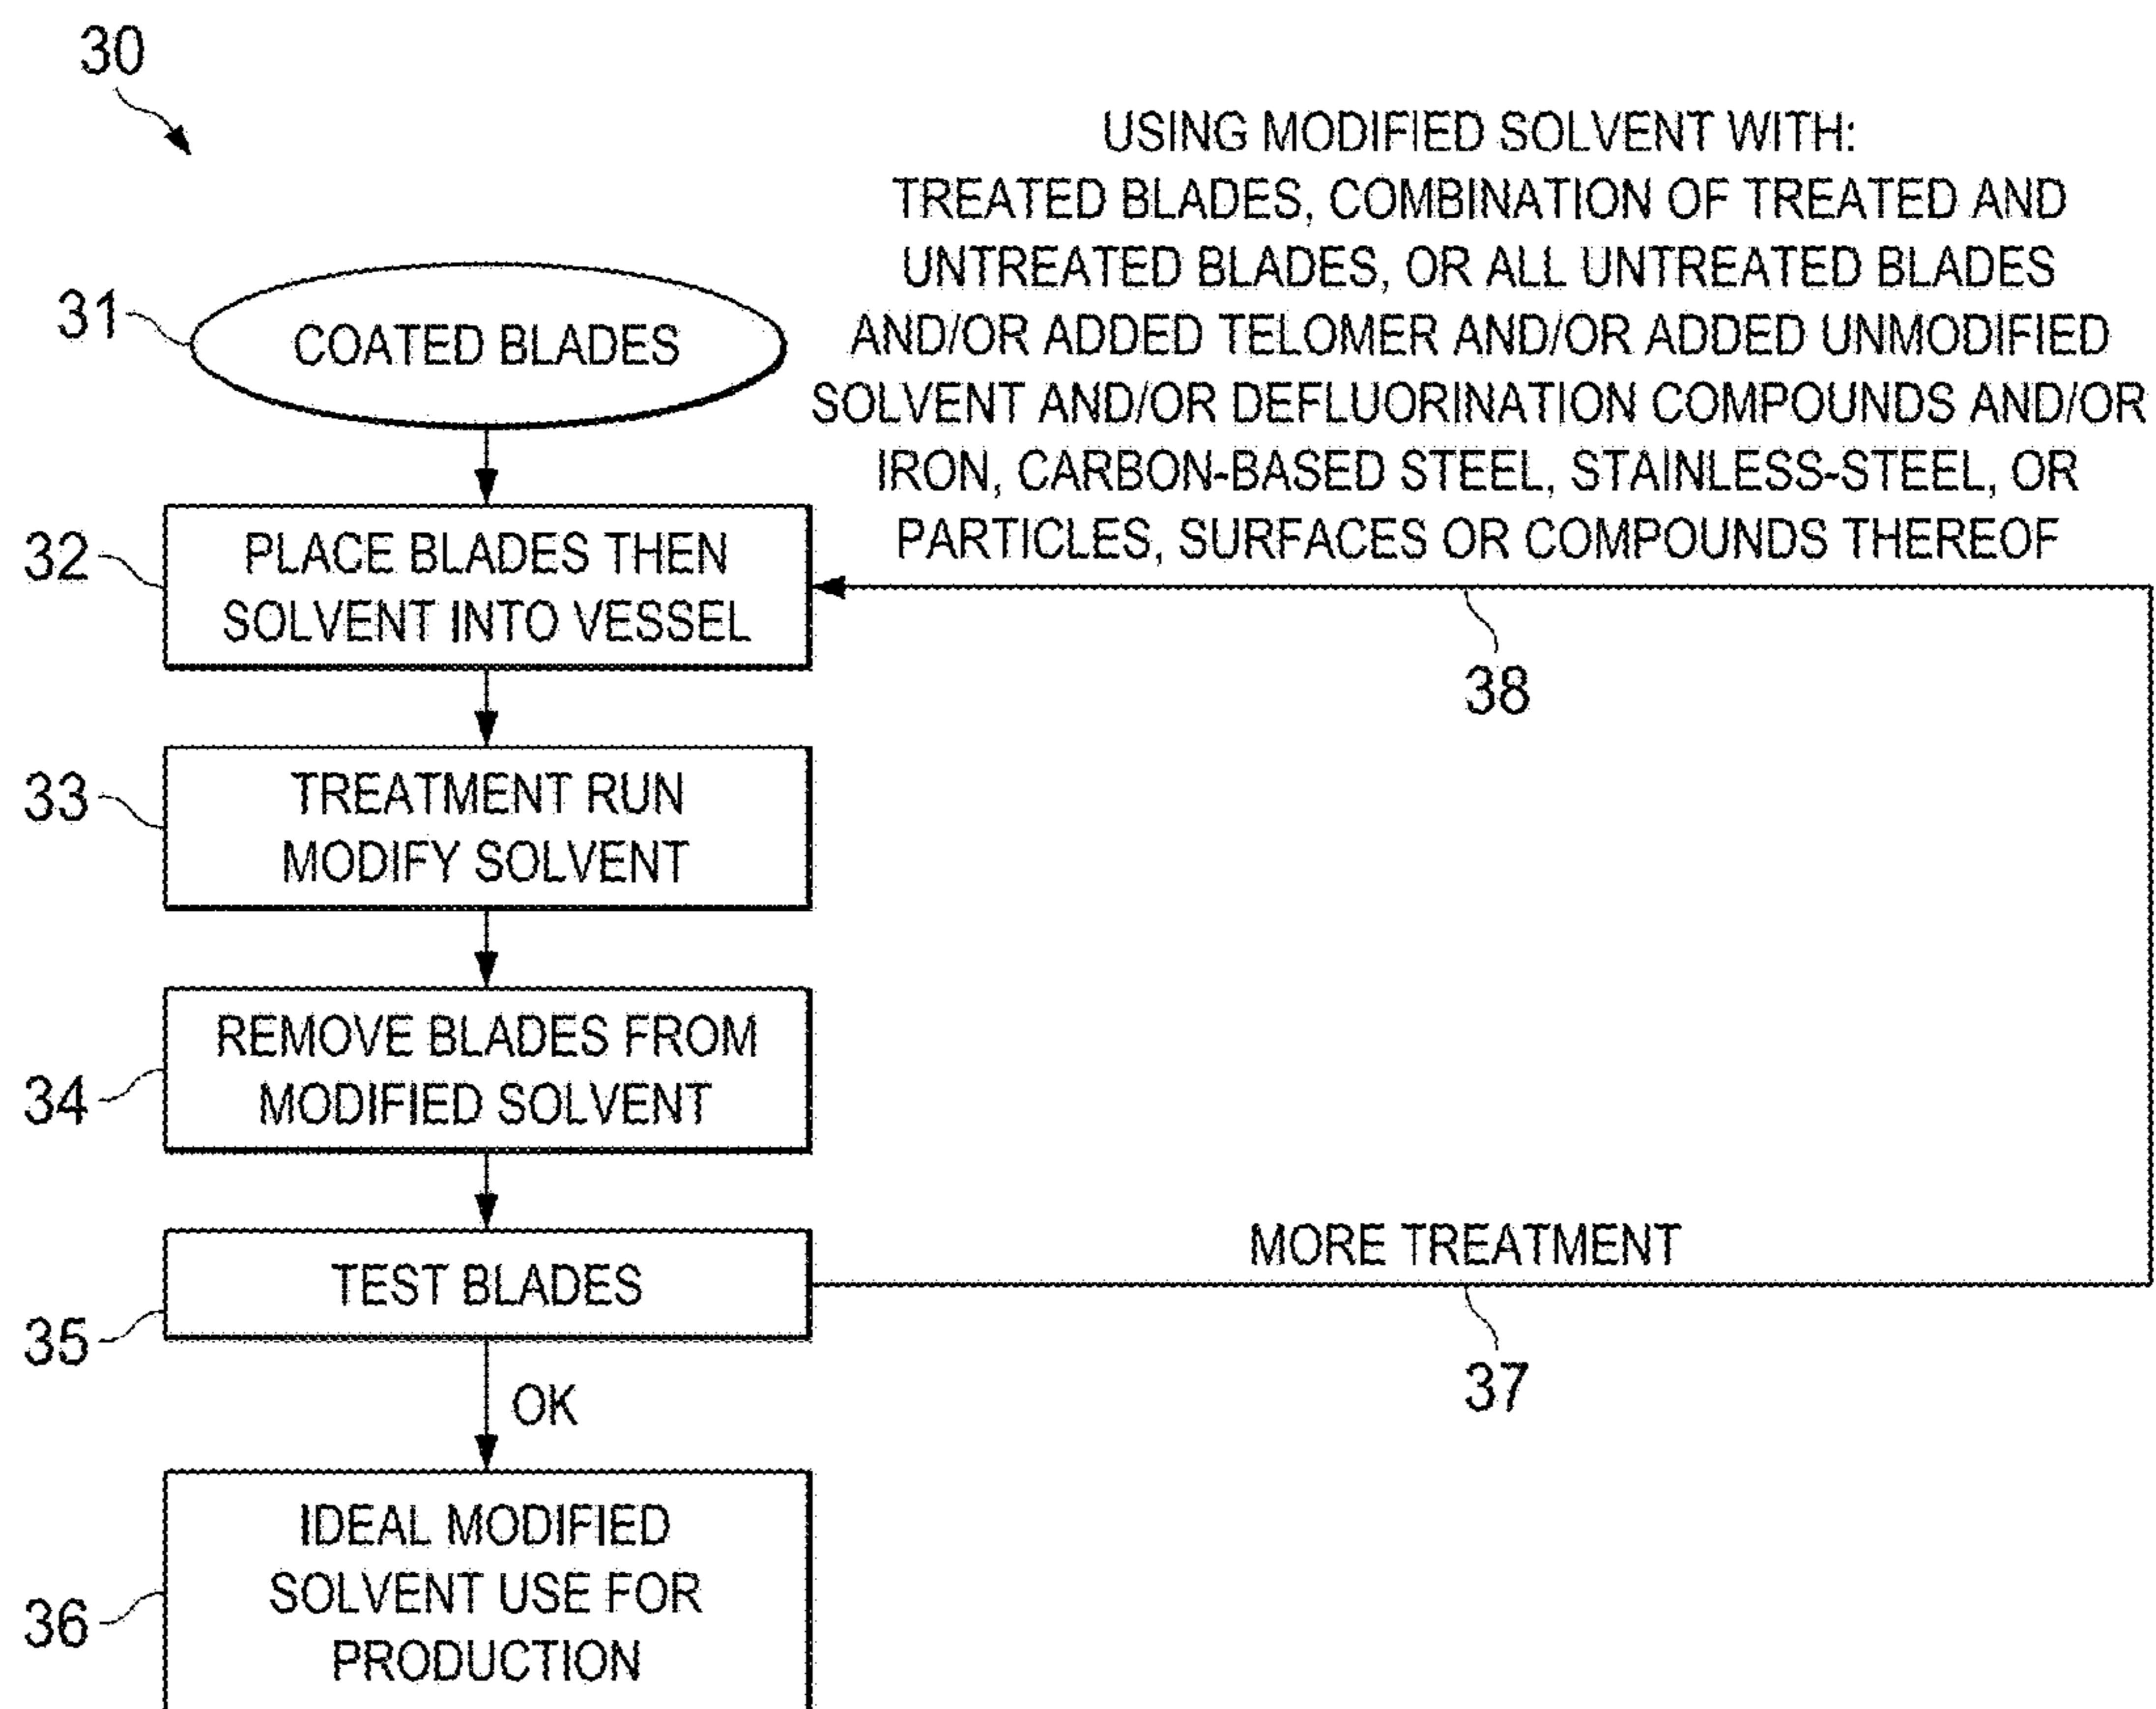 30
USING MODIFIED SOLVENT WITH:
TREATED BLADES, COMBINATION OF TREATED AND
UNTREATED BLADES, OR ALL UNTREATED BLADES
AND/OR ADDED TELOMER AND/OR ADDED UNMODIFIED
SOLVENT AND/OR DEFLUORINATION COMPOUNDS AND/OR
IRON, CARBON-BASED STEEL, STAINLESS-STEEL, OR
PARTICLES, SURFACES OR COMPOUNDS THEREOF
31
COATED BLADES
32
PLACE BLADES THEN
SOLVENT INTO VESSEL
38
33
TREATMENT RUN
MODIFY SOLVENT
34
REMOVE BLADES FROM
MODIFIED SOLVENT
35
TEST BLADES
MORE TREATMENT
37
OK
36
IDEAL MODIFIED
SOLVENT USE FOR
PRODUCTION